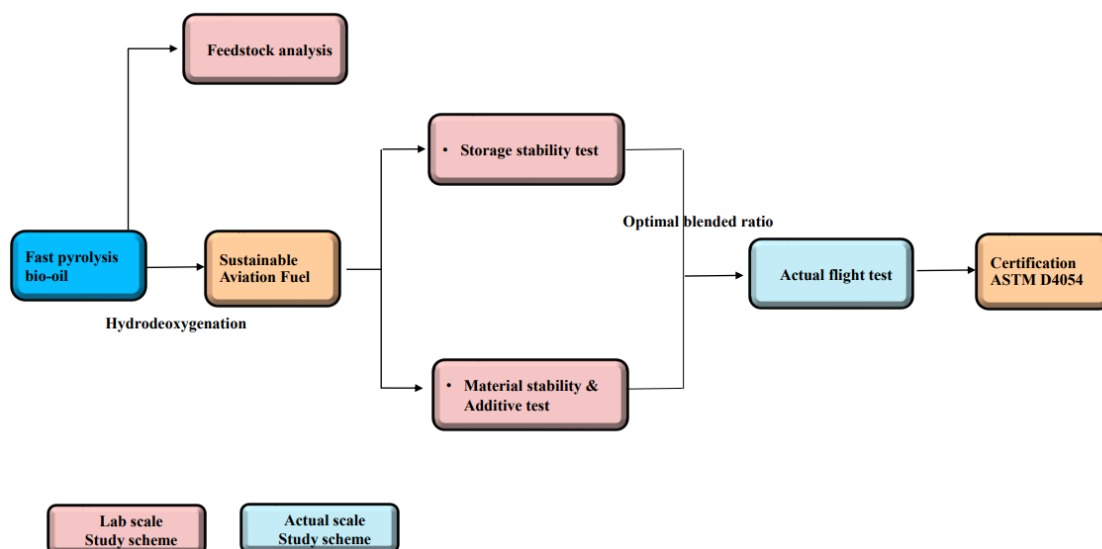 Feedstock analysis
• Storage stability test
Optimal blended ratio
Fast pyrolysis
bio-oil
Sustainable
Aviation Fuel
Hydrodeoxygenation
Actual flight test
Certification
ASTM D4054
• Material stability &
Additive test
Lab scale
Study scheme
Actual scale
Study scheme